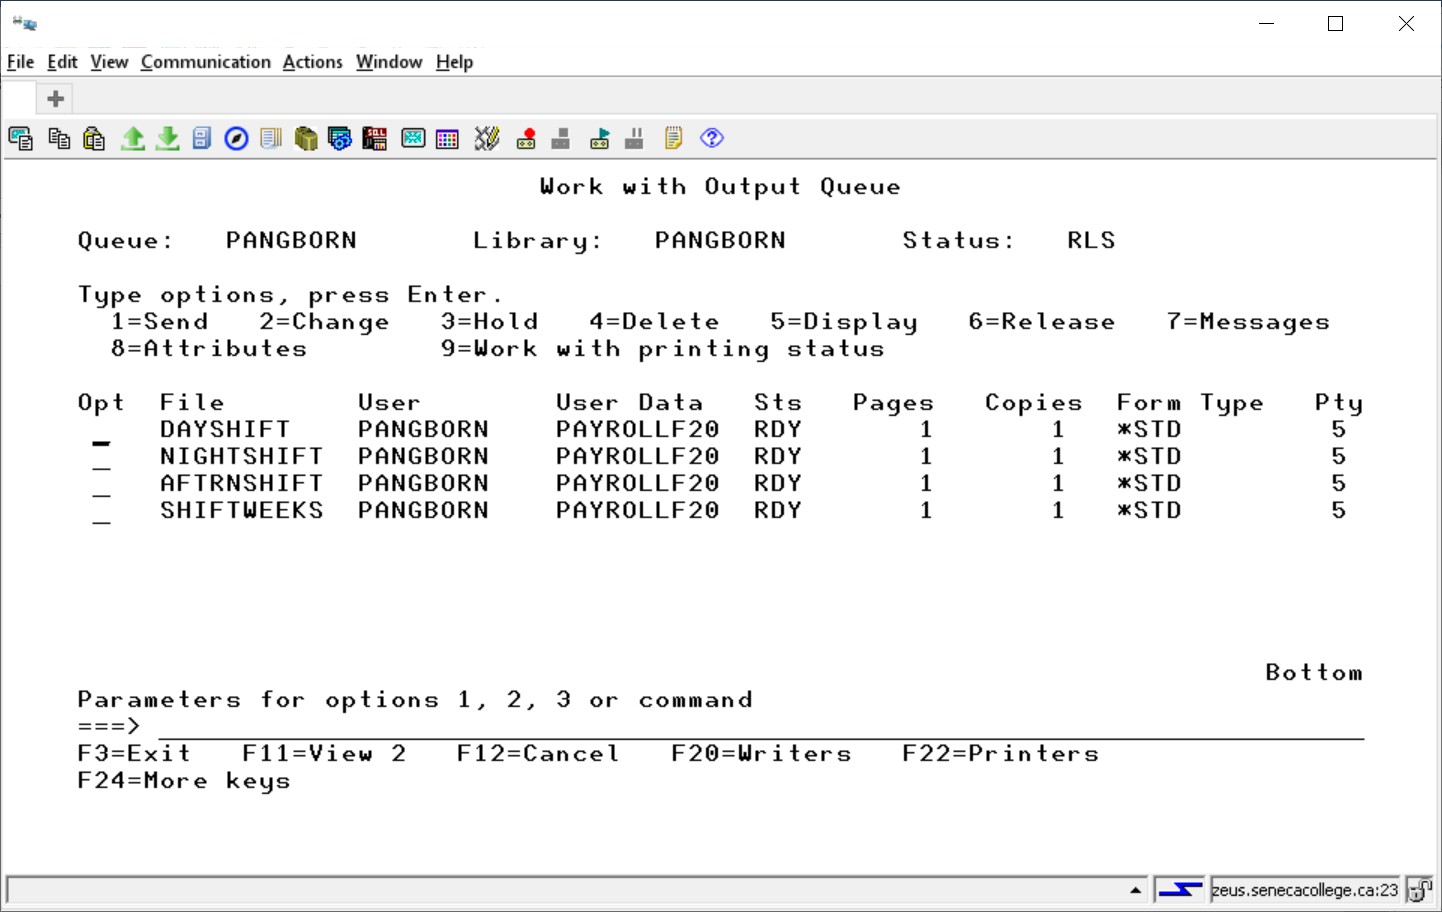 File Edit View Communication Actions Window Help
Work with Output Queue
Queue: PANGBORN Library: PANGBORN Status: RLS
Type options, press Enter.
1=Send 2=Change 3=Hold 4=Delete 5=Display 6=Release 7=Messages
8=Attributes 9=Work with printing status
Opt File User User Data Sts Pages Copies Form Type Pty
_ DAYSHIFT PANGBORN PAYROLLF20 RDY 1 1 *STD 5
_ NIGHTSHIFT PANGBORN PAYROLLF20 RDY 1 1 *STD 5
_ AFTRNSHIFT PANGBORN PAYROLLF20 RDY 1 1 *STD 5
_ SHIFTWEEKS PANGBORN PAYROLLF20 RDY 1 1 *STD 5
Bottom
Parameters for options 1, 2, 3 or command
===>
F3=Exit F11=View 2 F12=Cancel F20=Writers F22=Printers
F24=More keys
zeus.senecacollege.ca:23